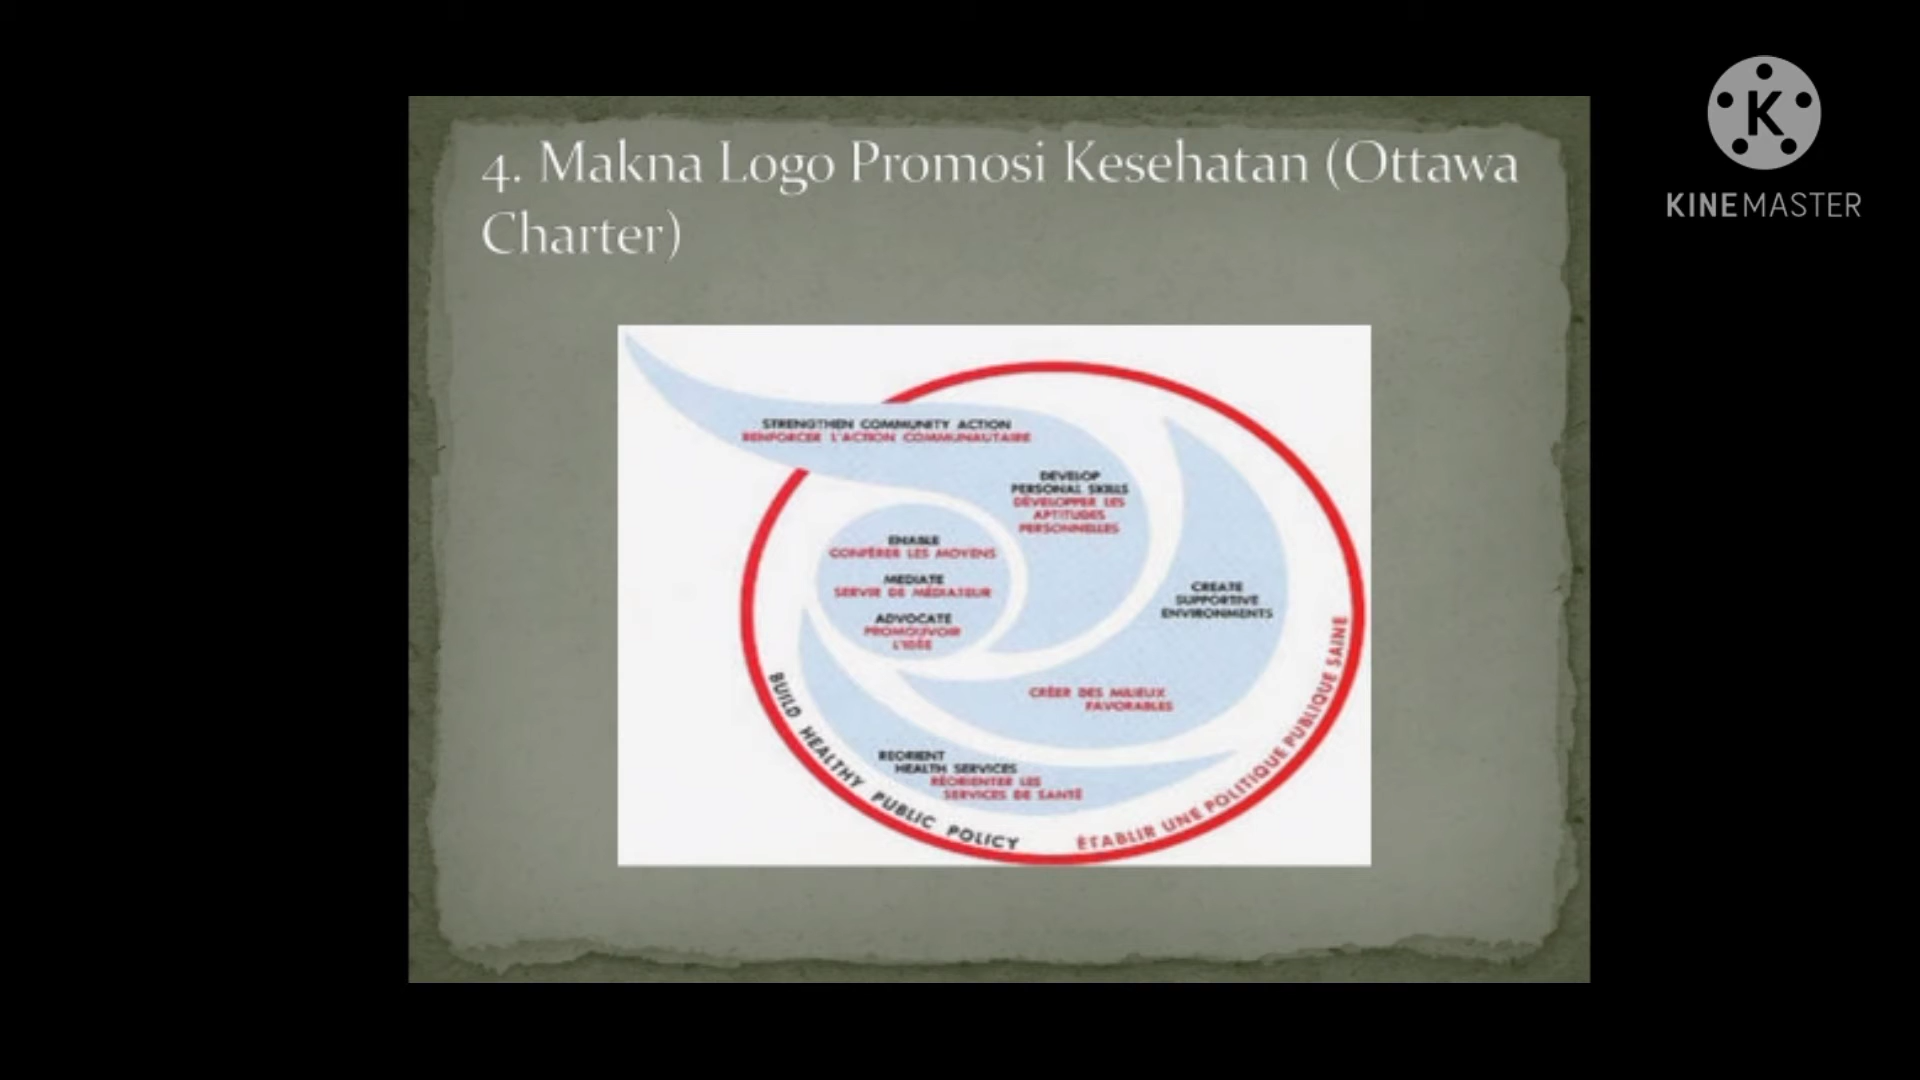 4. Makna Logo Promosi Kesehatan (Ottawa
Charter)
K
KINEMASTER
STRENGTHEN COMMUNITY ACTION
RENFORCER L'ACTION COMMUNAUTAIRE
DEVELOP
PERSONAL SKILLS
DÉVELOPPER LES
APTITUDES
PERSONNELLES
ENABLE
CONFÉRER LES MOYENS
MEDIATE
SERVIR DE MÉDIATEUR
ADVOCATE
PROMOUVOIR
L'IDÉE
CREATE
SUPPORTIVE
ENVIRONMENTS
CRÉER DES MILIEUX
FAVORABLES
REORIENT
HEALTH SERVICES
RÉORIENTER LES
SERVICES DE SANTÉ
BUILD HEALTHY PUBLIC POLICY
ÉTABLIR UNE POLITIQUE PUBLIQUE SAINE